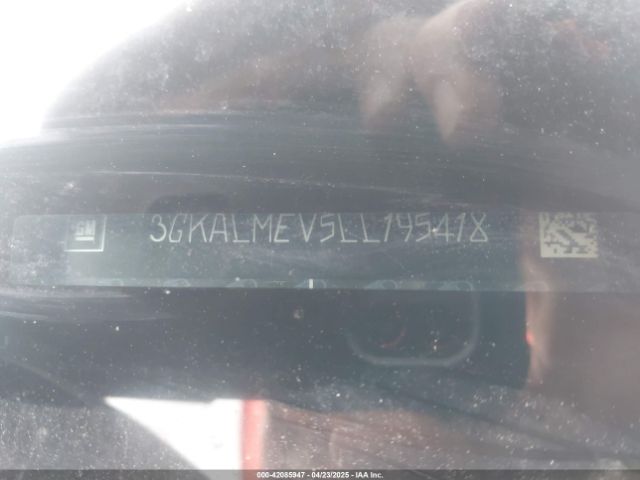 GM 3GKALMEV5LL195418
000-42085947 - 04/23/2025 - IAA Inc.